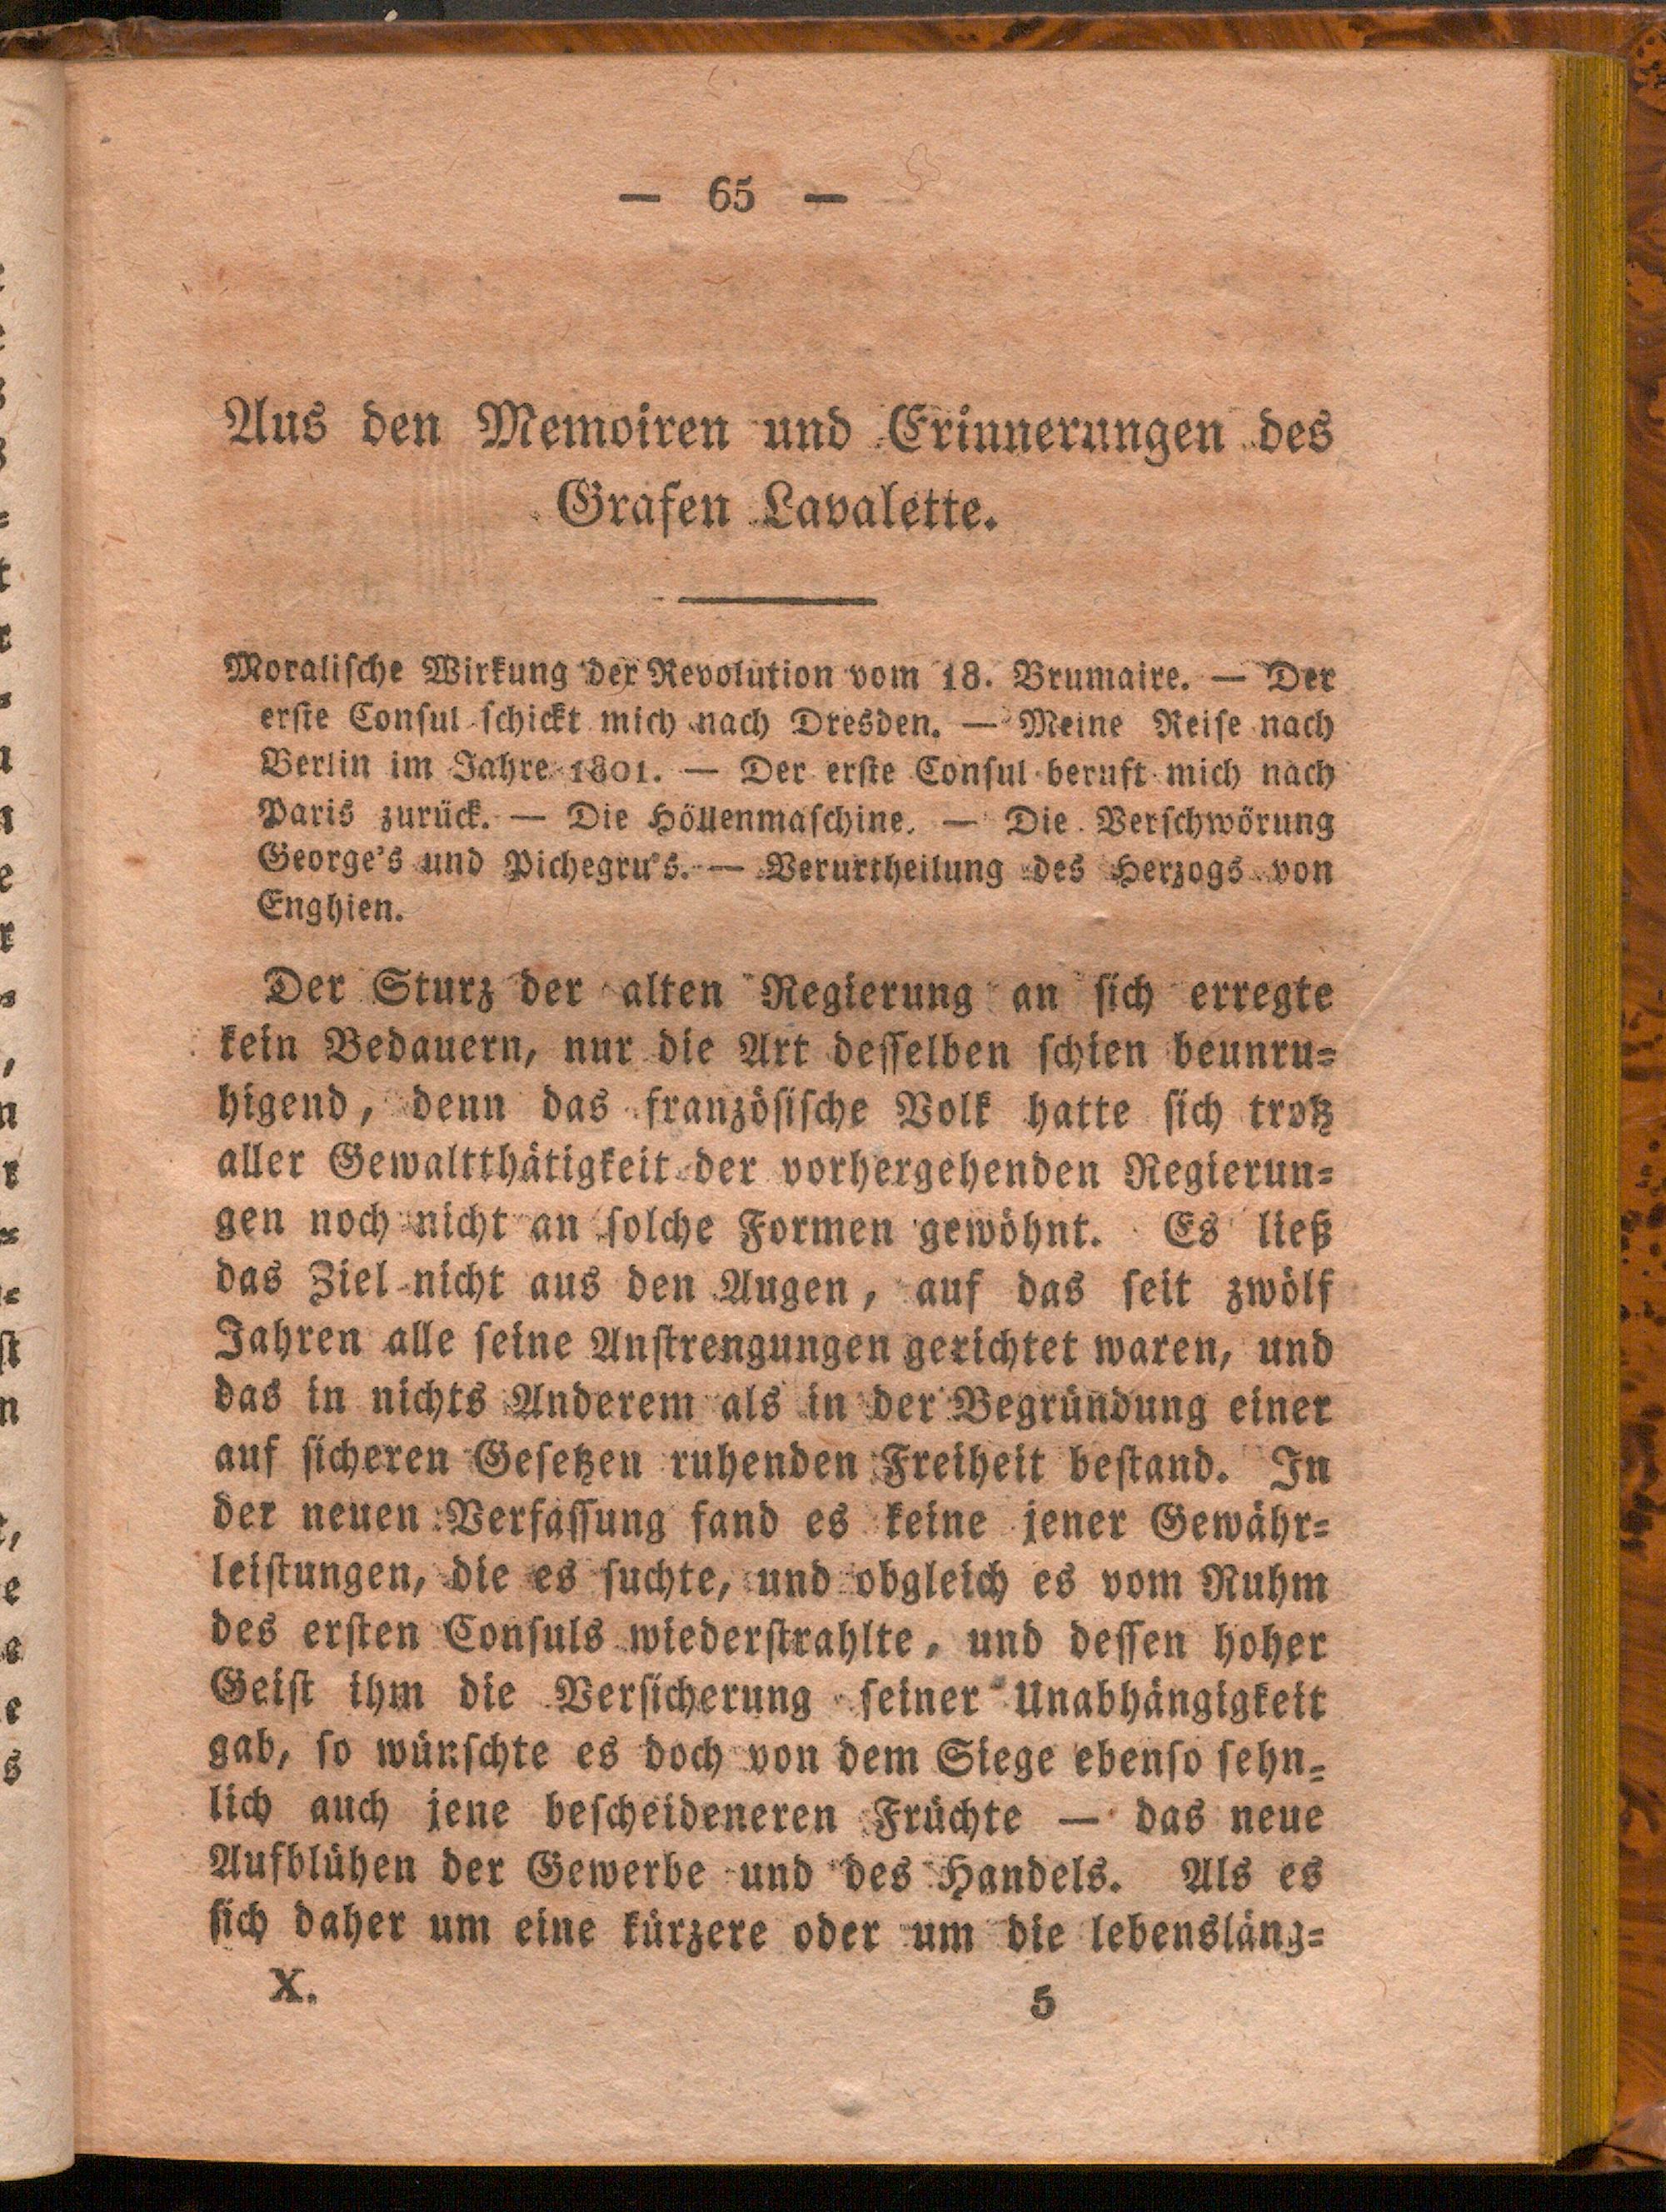 — 65 —
Aus den Memoiren und Erinnerungen des
Grafen Lavalette.
Moralische Wirkung der Revolution vom 18. Brumaire. — Der
erste Consul schickt mich nach Dresden. — Meine Reise nach
Berlin im Jahre 1801. — Der erste Consul beruft mich nach
Paris zurück. — Die Höllenmaschine. — Die Verschwörung
George's und Pichegru's. — Verurtheilung des Herzogs von
Enghien.
Der Sturz der alten Regierung an sich erregte
kein Bedauern, nur die Art desselben schien beunru-
higend, denn das französische Volk hatte sich trotz
aller Gewaltthätigkeit der vorhergehenden Regierun-
gen noch nicht an solche Formen gewöhnt. Es ließ
das Ziel nicht aus den Augen, auf das seit zwölf
Jahren alle seine Anstrengungen gerichtet waren, und
das in nichts Anderem als in der Begründung einer
auf sicheren Gesetzen ruhenden Freiheit bestand. In
der neuen Verfassung fand es keine jener Gewähr-
leistungen, die es suchte, und obgleich es vom Ruhm
des ersten Consuls wiederstrahlte, und dessen hoher
Geist ihm die Versicherung seiner Unabhängigkeit
gab, so wünschte es doch von dem Siege ebenso sehn-
lich auch jene bescheideneren Früchte — das neue
Aufblühen der Gewerbe und des Handels. Als es
sich daher um eine kürzere oder um die lebensläng-
X. 5